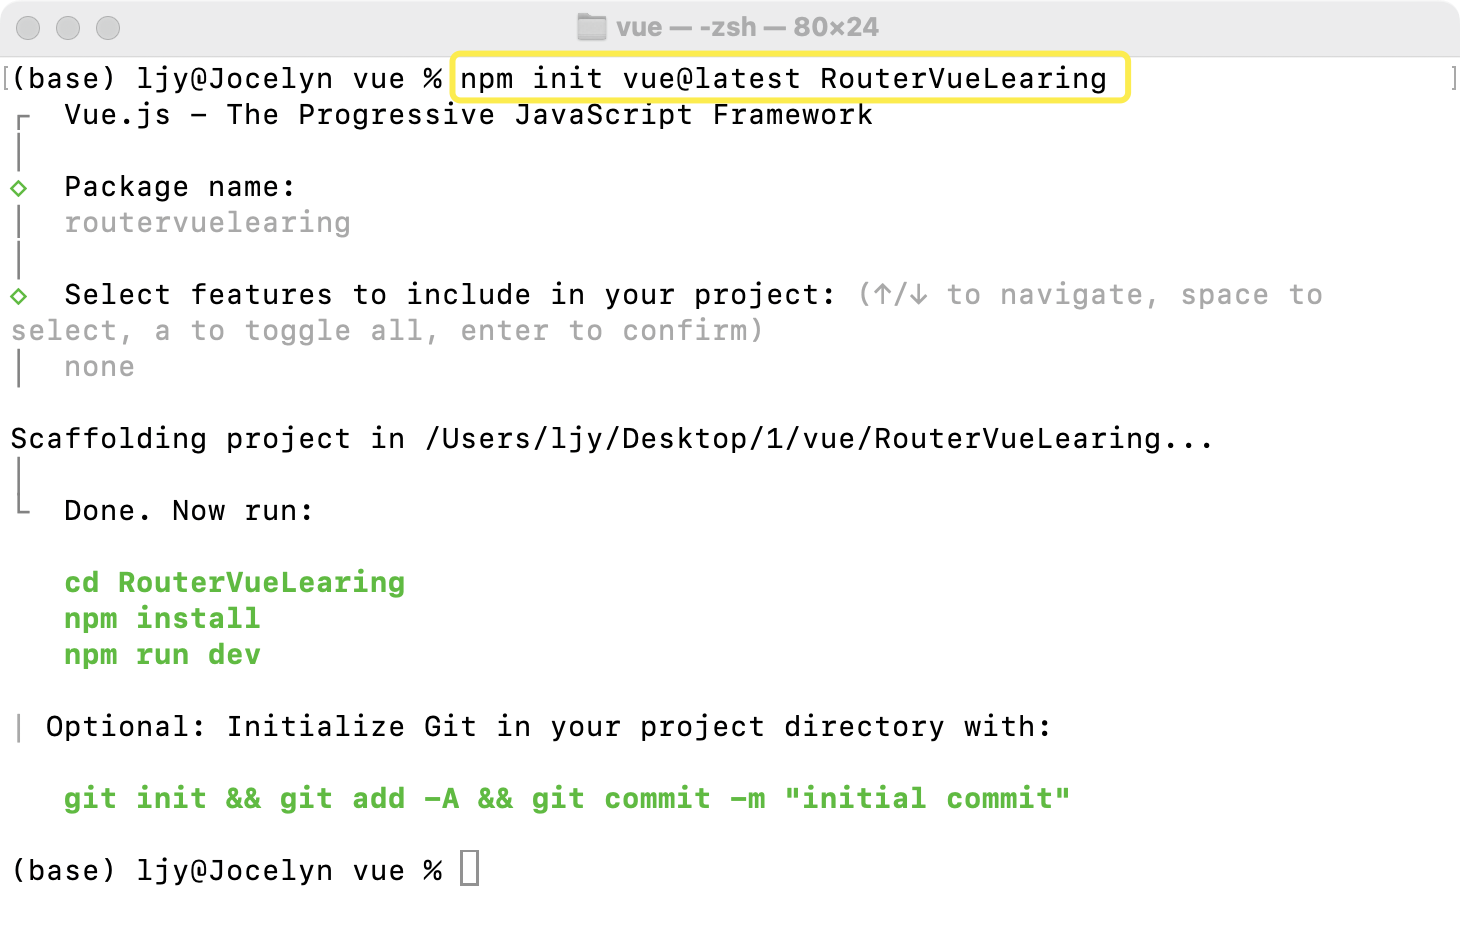 vue — -zsh — 80×24
[(base) ljy@Jocelyn vue % npm init vue@latest RouterVueLearing ]
┌  Vue.js – The Progressive JavaScript Framework
│
◇  Package name:
│  routervuelearing
│
◇  Select features to include in your project: (↑/↓ to navigate, space to
select, a to toggle all, enter to confirm)
│  none
Scaffolding project in /Users/ljy/Desktop/1/vue/RouterVueLearing...
│
└  Done. Now run:
cd RouterVueLearing
npm install
npm run dev
| Optional: Initialize Git in your project directory with:
git init && git add -A && git commit -m "initial commit"
(base) ljy@Jocelyn vue %